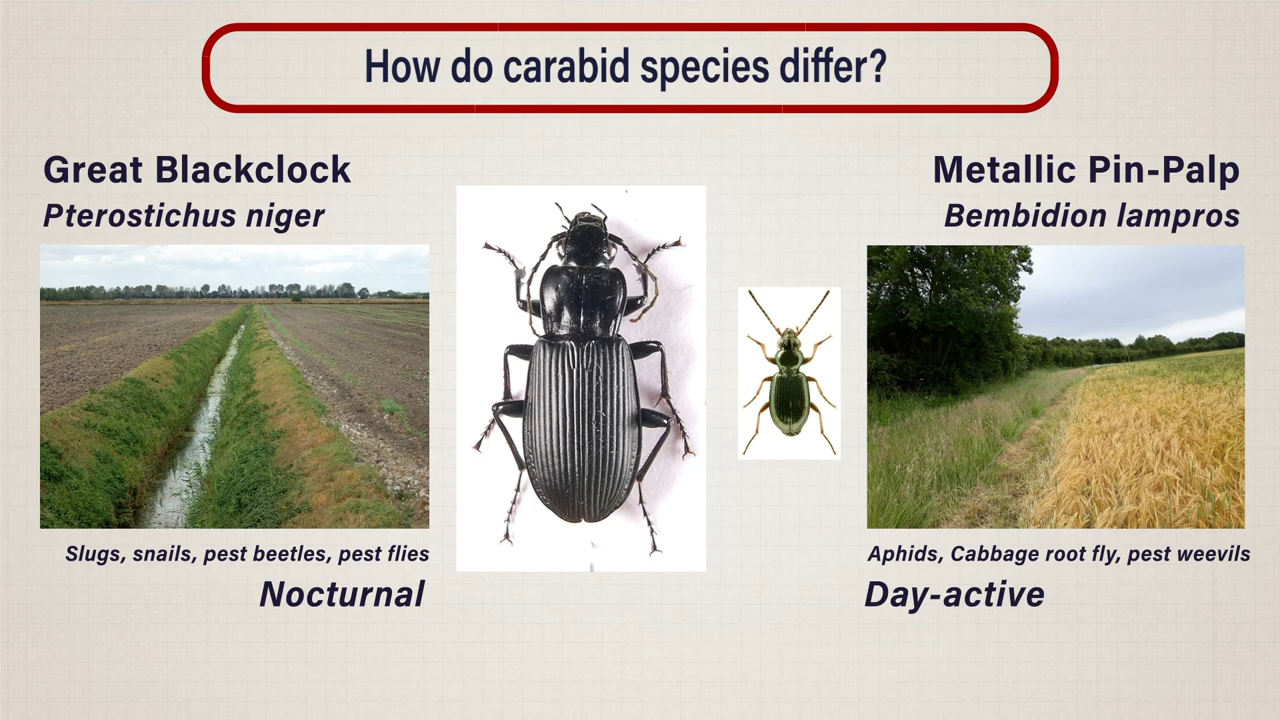 How do carabid species differ?
Great Blackclock
Pterostichus niger
Metallic Pin-Palp
Bembidion lampros
Slugs, snails, pest beetles, pest flies
Nocturnal
Aphids, Cabbage root fly, pest weevils
Day-active